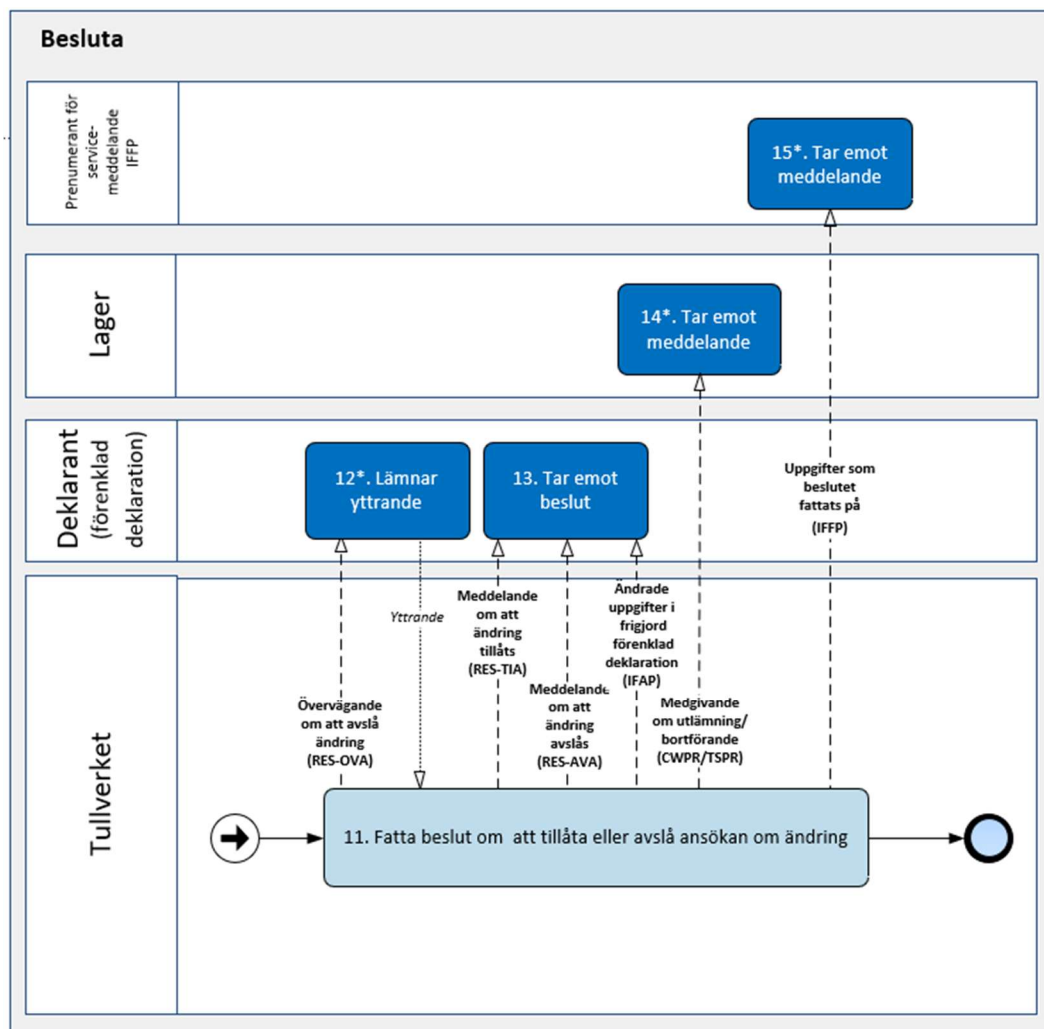 Besluta
Prenumerant för
service-
meddelande
IFFP
15*. Tar emot
meddelande
Lager
14*. Tar emot
meddelande
Deklarant
(förenklad
deklaration)
12*. Lämnar
yttrande
13. Tar emot
beslut
Uppgifter som
beslutet
fattats på
(IFFP)
Tullverket
Övervägande
om att avslå
ändring
(RES-OVA)
Yttrande
Meddelande
om att
ändring
tillåts
(RES-TIA)
Meddelande
om att
ändring
avslås
(RES-AVA)
Ändrade
uppgifter i
frigjord
förenklad
deklaration
(IFAP)
Medgivande
om utlämning/
bortförande
(CWPR/TSPR)
11. Fatta beslut om att tillåta eller avslå ansökan om ändring